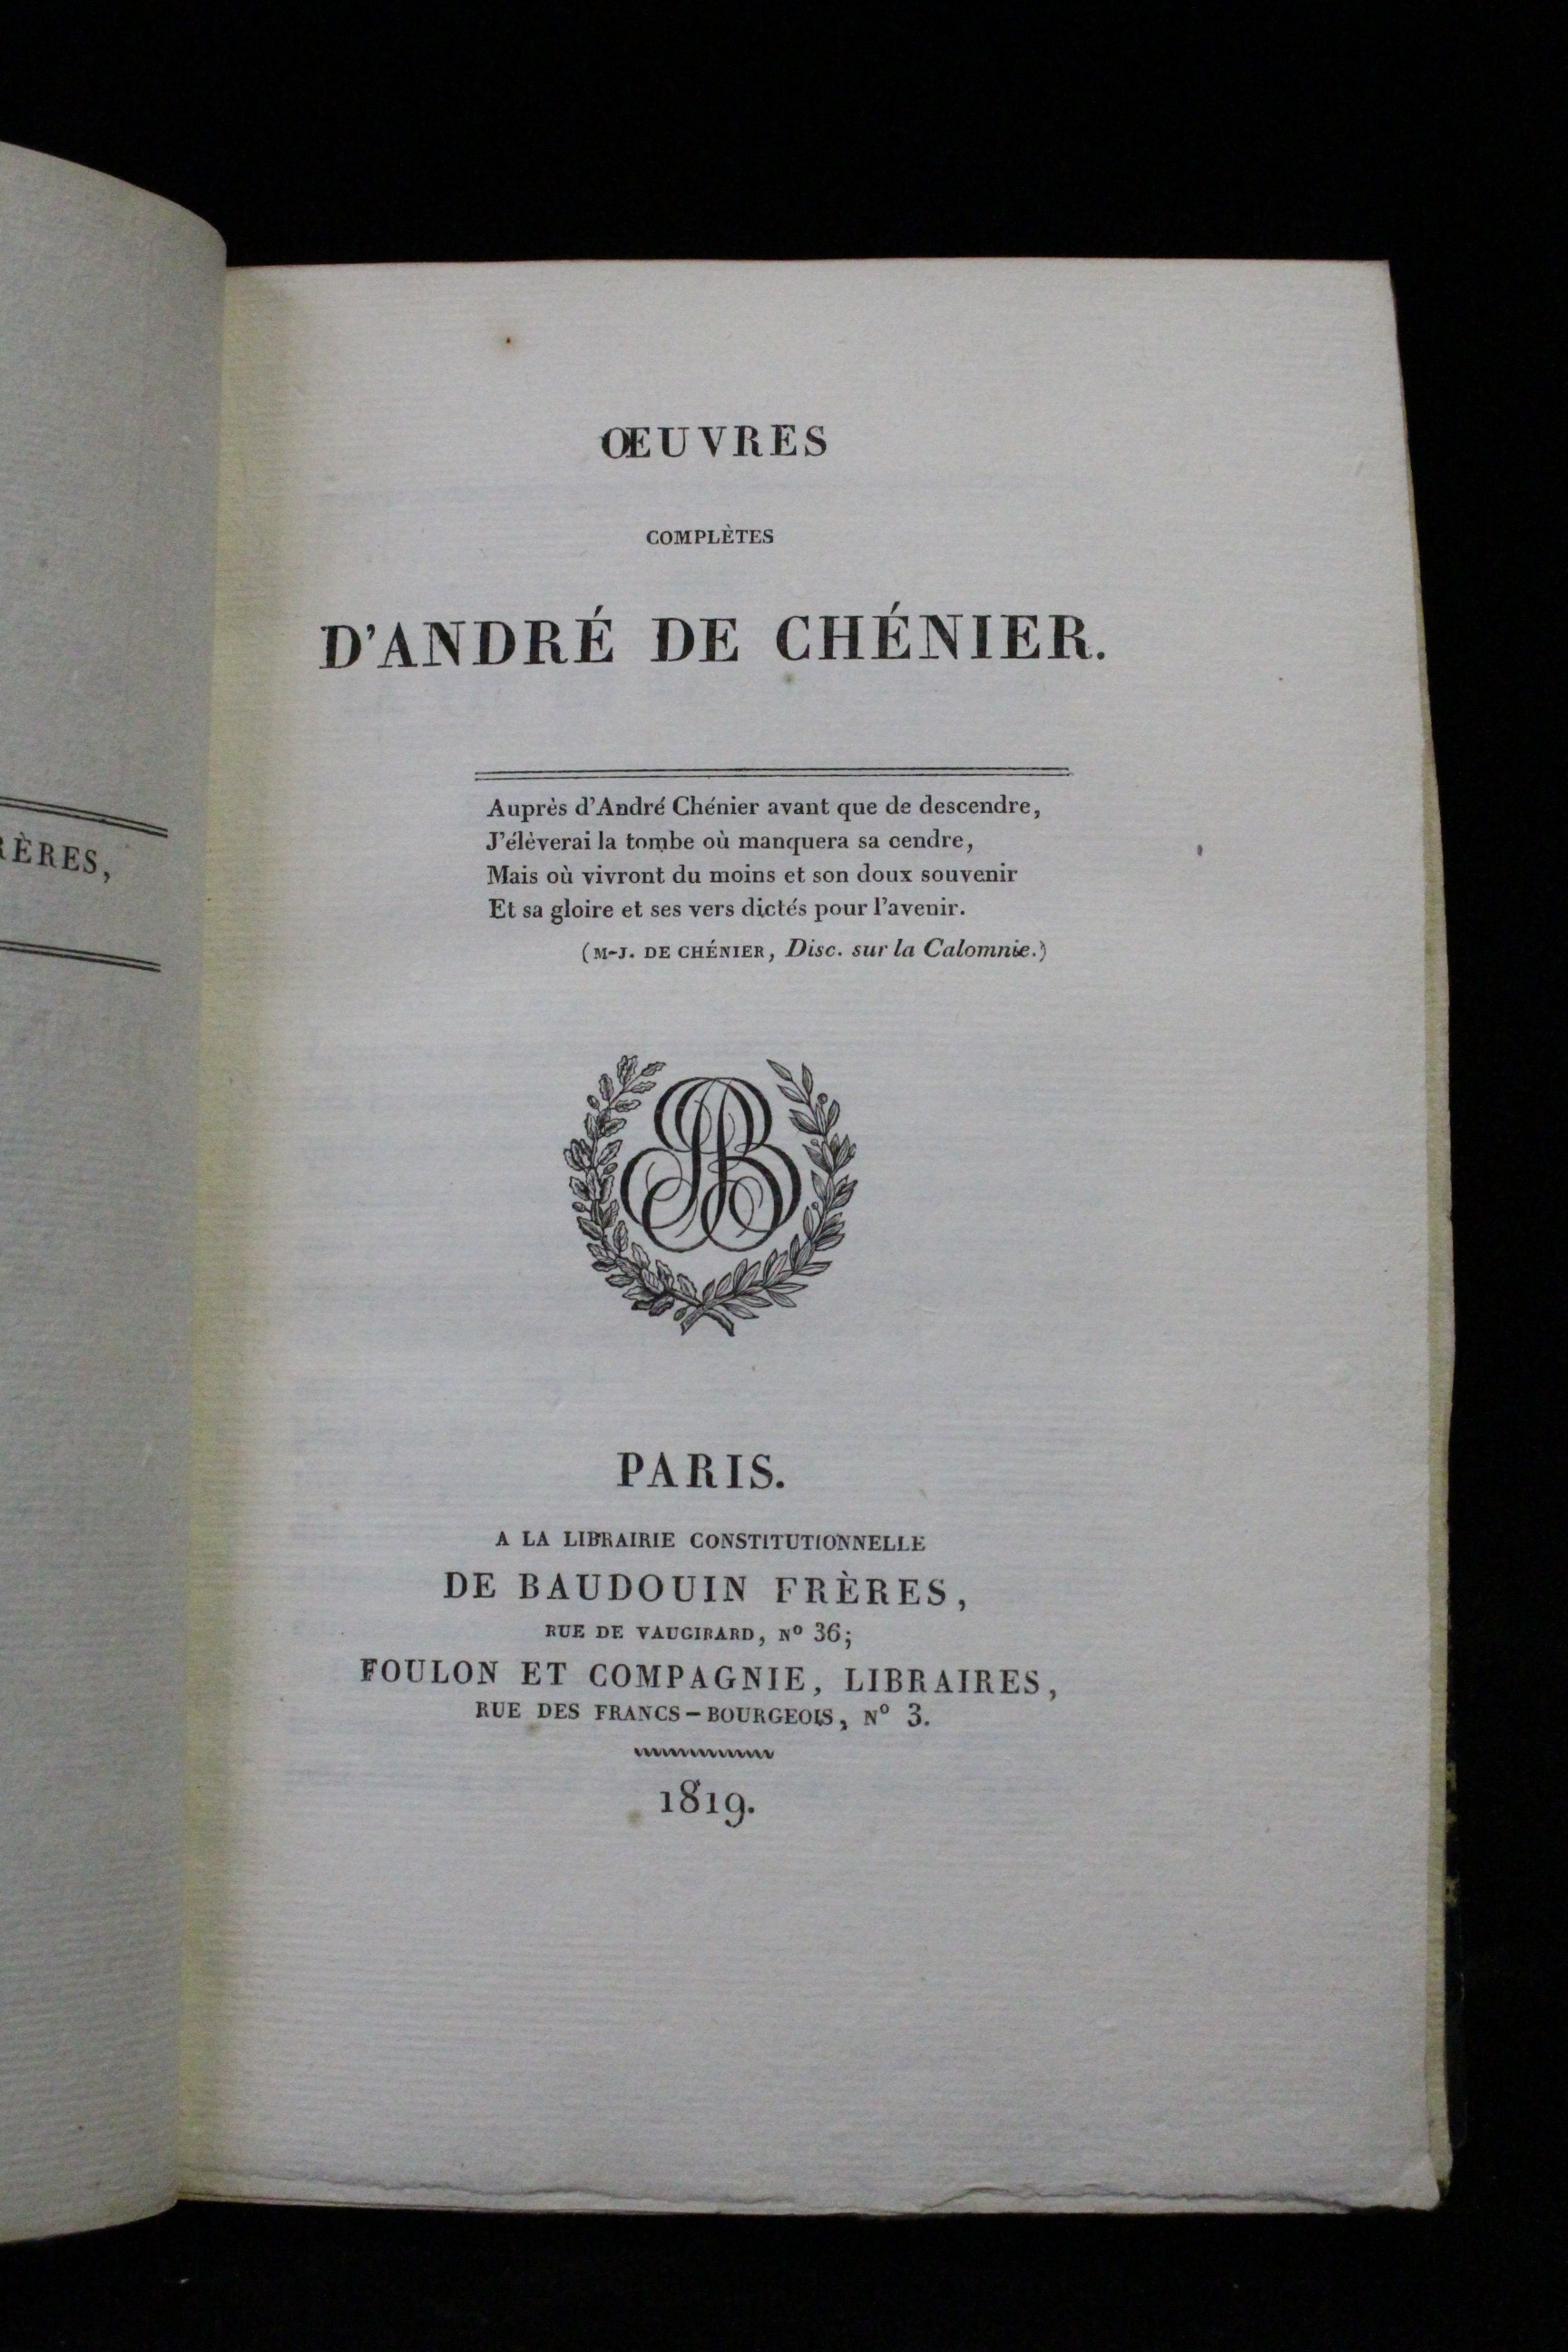 RÈRES,
ŒUVRES
COMPLÈTES
D'ANDRÉ DE CHÉNIER.
Auprès d'André Chénier avant que de descendre,
J'élèverai la tombe où manquera sa cendre,
Mais où vivront du moins et son doux souvenir
Et sa gloire et ses vers dictés pour l'avenir.
(M-J. DE CHÉNIER, Disc. sur la Calomnie.)
PARIS.
A LA LIBRAIRIE CONSTITUTIONNELLE
DE BAUDOUIN FRÈRES,
RUE DE VAUGIRARD, Nº 36;
FOULON ET COMPAGNIE, LIBRAIRES,
RUE DES FRANCS-BOURGEOIS, Nº 3.
1819.